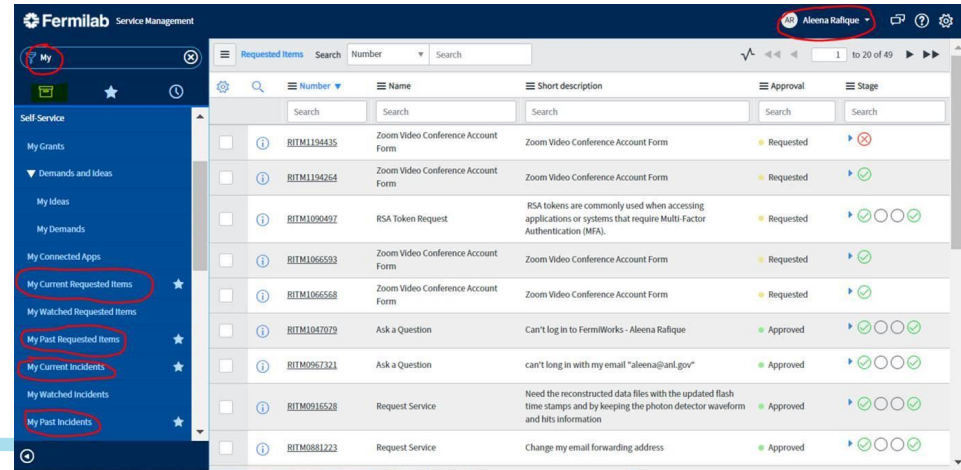 Fermilab Service Management
AR Aleena Rafique
My
Requested Items Search Number Search
1 to 20 of 49
Self-Service
My Grants
Demands and Ideas
My Ideas
My Demands
My Connected Apps
My Current Requested Items
My Watched Requested Items
My Past Requested Items
My Current Incidents
My Watched Incidents
My Past Incidents
Number Name Short description Approval Stage
Search Search Search Search Search
RITM1194435 Zoom Video Conference Account Form Zoom Video Conference Account Form Requested
RITM1194264 Zoom Video Conference Account Form Zoom Video Conference Account Form Requested
RITM1090497 RSA Token Request RSA tokens are commonly used when accessing
applications or systems that require Multi-Factor
Authentication (MFA). Requested
RITM1066593 Zoom Video Conference Account Form Zoom Video Conference Account Form Requested
RITM1066568 Zoom Video Conference Account Form Zoom Video Conference Account Form Requested
RITM1047079 Ask a Question Can't log in to FermiWorks - Aleena Rafique Approved
RITM0967321 Ask a Question can't long in with my email "aleena@anl.gov" Approved
RITM0916528 Request Service Need the reconstructed data files with the updated flash
time stamps and by keeping the photon detector waveform
and hits information Approved
RITM0881223 Request Service Change my email forwarding address Approved